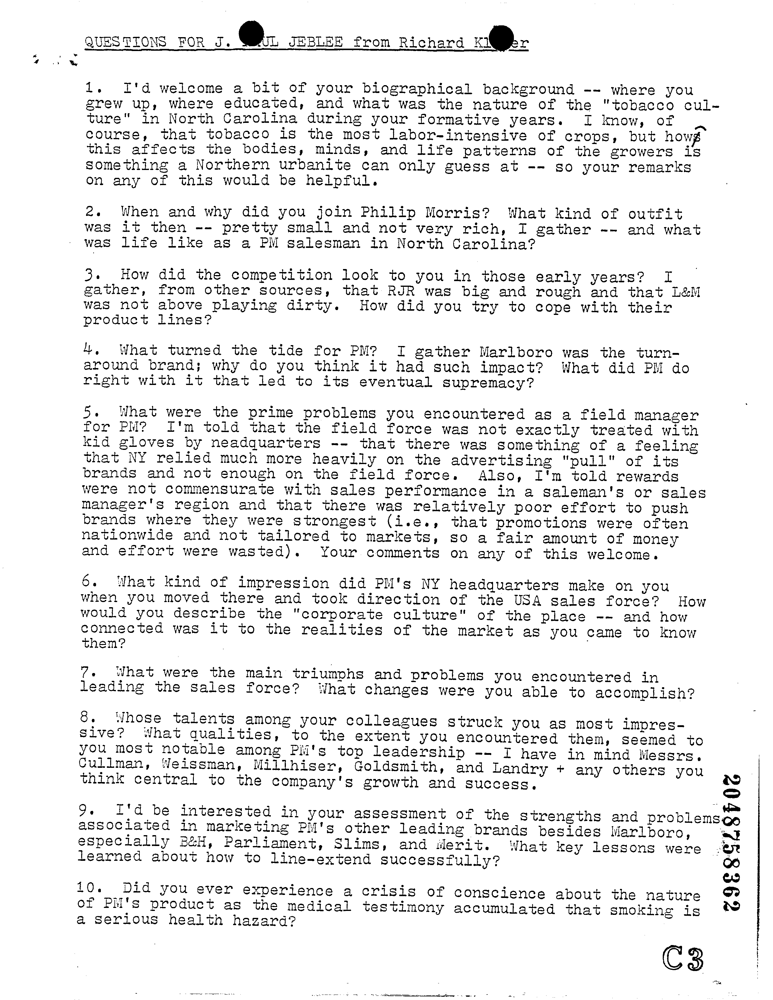 QUESTIONS FOR J. UL JEBLEE from Richard Kl er
1. I'd welcome a bit of your biographical background -- where you
grew up, where educated, and what was the nature of the "tobacco cul-
ture" in North Carolina during your formative years. I know, of
course, that tobacco is the most labor-intensive of crops, but how
this affects the bodies, minds, and life patterns of the growers is
something a Northern urbanite can only guess at -- so your remarks
on any of this would be helpful.
2. When and why did you join Philip Morris? What kind of outfit
was it then -- pretty small and not very rich, I gather -- and what
was life like as a PM salesman in North Carolina?
3. How did the competition look to you in those early years? I
gather, from other sources, that RJR was big and rough and that L&M
was not above playing dirty. How did you try to cope with their
product lines?
4. What turned the tide for PM? I gather Marlboro was the turn-
around brand; why do you think it had such impact? What did PM do
right with it that led to its eventual supremacy?
5. What were the prime problems you encountered as a field manager
for PM? I'm told that the field force was not exactly treated with
kid gloves by neadquarters -- that there was something of a feeling
that NY relied much more heavily on the advertising "pull" of its
brands and not enough on the field force. Also, I'm told rewards
were not commensurate with sales performance in a saleman's or sales
manager's region and that there was relatively poor effort to push
brands where they were strongest (i.e., that promotions were often
nationwide and not tailored to markets, so a fair amount of money
and effort were wasted). Your comments on any of this welcome.
6. What kind of impression did PM's NY headquarters make on you
when you moved there and took direction of the USA sales force? How
would you describe the "corporate culture" of the place -- and how
connected was it to the realities of the market as you came to know
them?
7. What were the main triumphs and problems you encountered in
leading the sales force? What changes were you able to accomplish?
8. Whose talents among your colleagues struck you as most impres-
sive? What qualities, to the extent you encountered them, seemed to
you most notable among PM's top leadership -- I have in mind Messrs.
Cullman, Weissman, Millhiser, Goldsmith, and Landry + any others you
think central to the company's growth and success.
9. I'd be interested in your assessment of the strengths and problems
associated in marketing PM's other leading brands besides Marlboro,
especially B&H, Parliament, Slims, and Merit. What key lessons were
learned about how to line-extend successfully?
10. Did you ever experience a crisis of conscience about the nature
of PM's product as the medical testimony accumulated that smoking is
a serious health hazard?
2048758362
C3